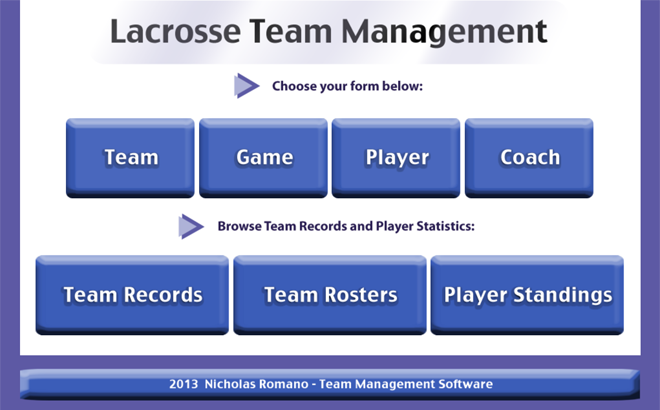 Lacrosse Team Management
Choose your form below:
Team Game Player Coach
Browse Team Records and Player Statistics:
Team Records Team Rosters Player Standings
2013 Nicholas Romano - Team Management Software